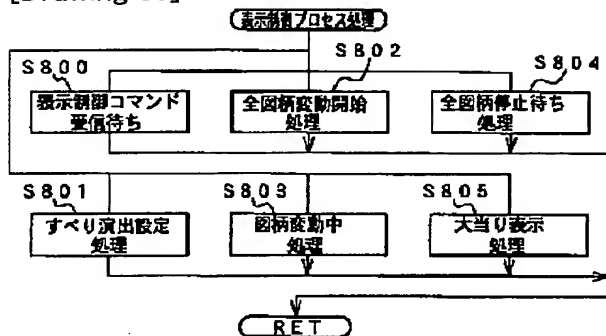 表示制御プロセス処理
S800
S802
S804
表示制御コマンド
受信待ち
全図柄変動開始
処理
全図柄停止待ち
処理
S801
S803
S805
すべり演出設定
処理
図柄変動中
処理
大当り表示
処理
RET